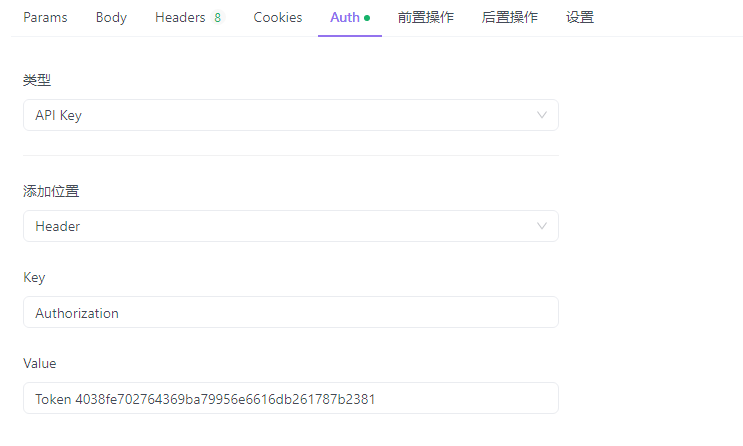 Params Body Headers 8 Cookies Auth 前置操作 后置操作 设置
类型
API Key
添加位置
Header
Key
Authorization
Value
Token 4038fe702764369ba79956e6616db261787b2381